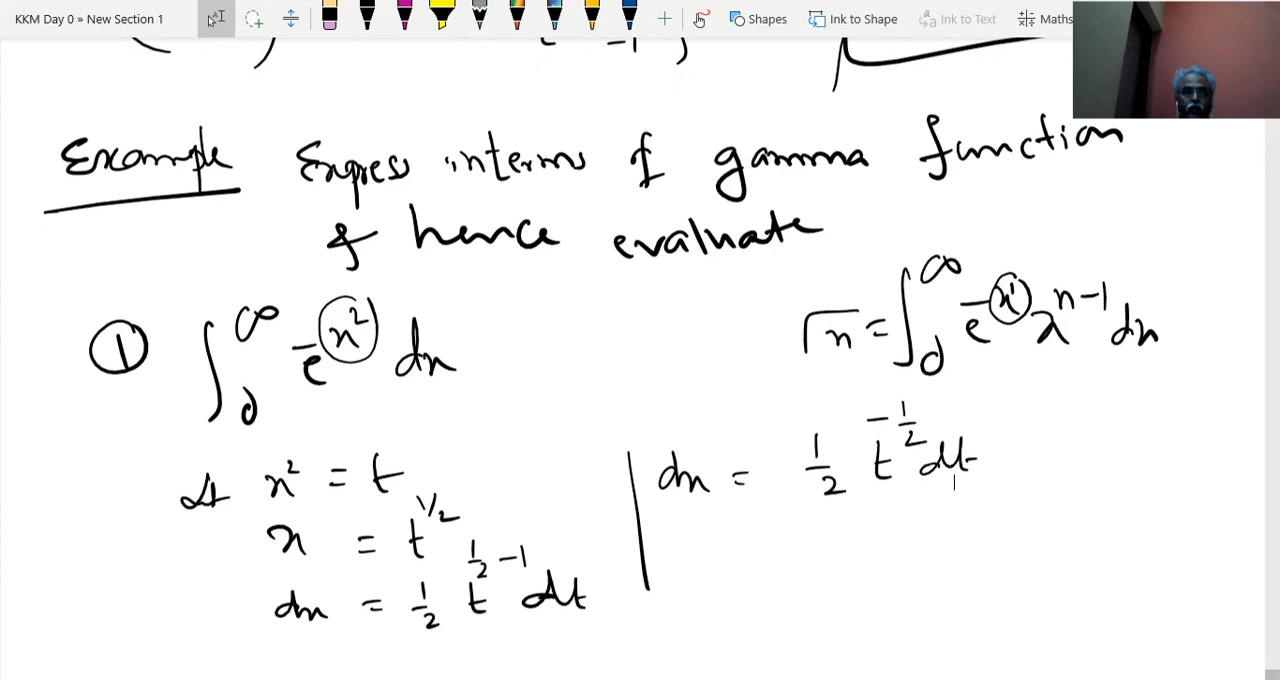 KKM Day 0 » New Section 1
Shapes
Ink to Shape
Ink to Text
Maths
-1
Example Express interms of gamma function
& hence evaluate
① ∫₀^∞ e^{-x²} dx
Γn = ∫₀^∞ e^{-x¹} x^{n-1} dx
Let x² = t
x = t^{1/2}
dx = 1/2 t^{1/2 - 1} dt
dx = 1/2 t^{-1/2} dt